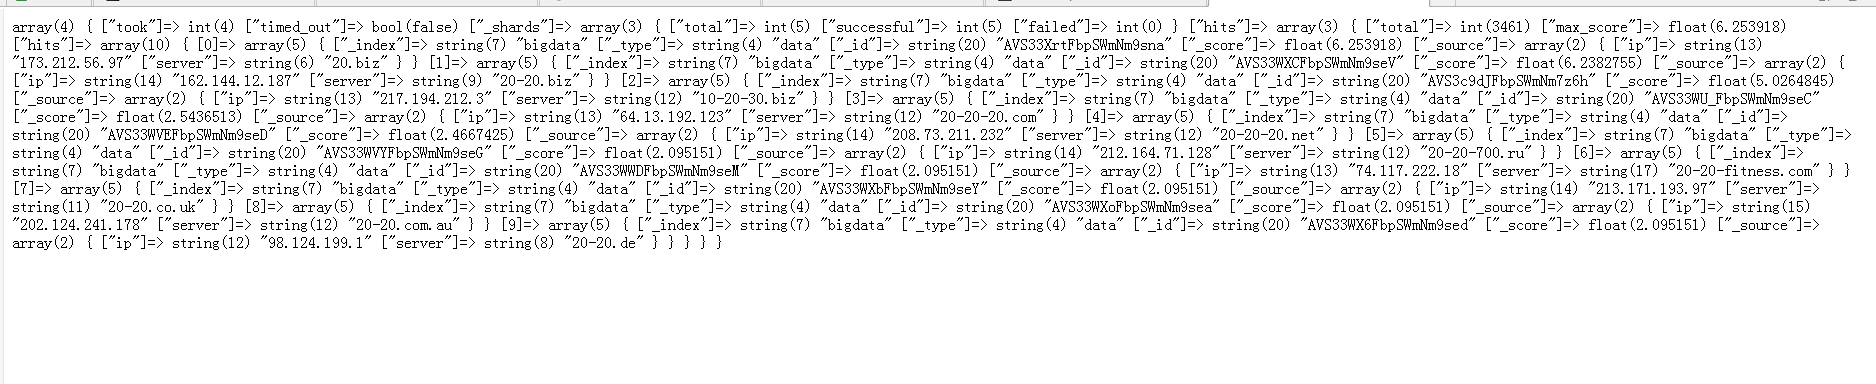 array(4) { ["took"]=> int(4) ["timed_out"]=> bool(false) ["_shards"]=> array(3) { ["total"]=> int(5) ["successful"]=> int(5) ["failed"]=> int(0) } ["hits"]=> array(3) { ["total"]=> int(3461) ["max_score"]=> float(6.253918)
["hits"]=> array(10) { [0]=> array(5) { ["_index"]=> string(7) "bigdata" ["_type"]=> string(4) "data" ["_id"]=> string(20) "AVS33XrtFbpSWmNm9sna" ["_score"]=> float(6.253918) ["_source"]=> array(2) { ["ip"]=> string(13)
"173.212.56.97" ["server"]=> string(6) "20.biz" } } [1]=> array(5) { ["_index"]=> string(7) "bigdata" ["_type"]=> string(4) "data" ["_id"]=> string(20) "AVS33WXCFbpSWmNm9seV" ["_score"]=> float(6.2382755) ["_source"]=> array(2) {
["ip"]=> string(14) "162.144.12.187" ["server"]=> string(9) "20-20.biz" } } [2]=> array(5) { ["_index"]=> string(7) "bigdata" ["_type"]=> string(4) "data" ["_id"]=> string(20) "AVS3c9dJFbpSWmNm7z6h" ["_score"]=> float(5.0264845)
["_source"]=> array(2) { ["ip"]=> string(13) "217.194.212.3" ["server"]=> string(12) "10-20-30.biz" } } [3]=> array(5) { ["_index"]=> string(7) "bigdata" ["_type"]=> string(4) "data" ["_id"]=> string(20) "AVS33WU_FbpSWmNm9seC"
["_score"]=> float(2.5436513) ["_source"]=> array(2) { ["ip"]=> string(13) "64.13.192.123" ["server"]=> string(12) "20-20-20.com" } } [4]=> array(5) { ["_index"]=> string(7) "bigdata" ["_type"]=> string(4) "data" ["_id"]=>
string(20) "AVS33WVEFbpSWmNm9seD" ["_score"]=> float(2.4667425) ["_source"]=> array(2) { ["ip"]=> string(14) "208.73.211.232" ["server"]=> string(12) "20-20-20.net" } } [5]=> array(5) { ["_index"]=> string(7) "bigdata" ["_type"]=>
string(4) "data" ["_id"]=> string(20) "AVS33WVYFbpSWmNm9seG" ["_score"]=> float(2.095151) ["_source"]=> array(2) { ["ip"]=> string(14) "212.164.71.128" ["server"]=> string(12) "20-20-700.ru" } } [6]=> array(5) { ["_index"]=>
string(7) "bigdata" ["_type"]=> string(4) "data" ["_id"]=> string(20) "AVS33WWDFbpSWmNm9seM" ["_score"]=> float(2.095151) ["_source"]=> array(2) { ["ip"]=> string(13) "74.117.222.18" ["server"]=> string(17) "20-20-fitness.com" } }
[7]=> array(5) { ["_index"]=> string(7) "bigdata" ["_type"]=> string(4) "data" ["_id"]=> string(20) "AVS33WXbFbpSWmNm9seY" ["_score"]=> float(2.095151) ["_source"]=> array(2) { ["ip"]=> string(14) "213.171.193.97" ["server"]=>
string(11) "20-20.co.uk" } } [8]=> array(5) { ["_index"]=> string(7) "bigdata" ["_type"]=> string(4) "data" ["_id"]=> string(20) "AVS33WXoFbpSWmNm9sea" ["_score"]=> float(2.095151) ["_source"]=> array(2) { ["ip"]=> string(15)
"202.124.241.178" ["server"]=> string(12) "20-20.com.au" } } [9]=> array(5) { ["_index"]=> string(7) "bigdata" ["_type"]=> string(4) "data" ["_id"]=> string(20) "AVS33WX6FbpSWmNm9sed" ["_score"]=> float(2.095151) ["_source"]=>
array(2) { ["ip"]=> string(12) "98.124.199.1" ["server"]=> string(8) "20-20.de" } } } } }